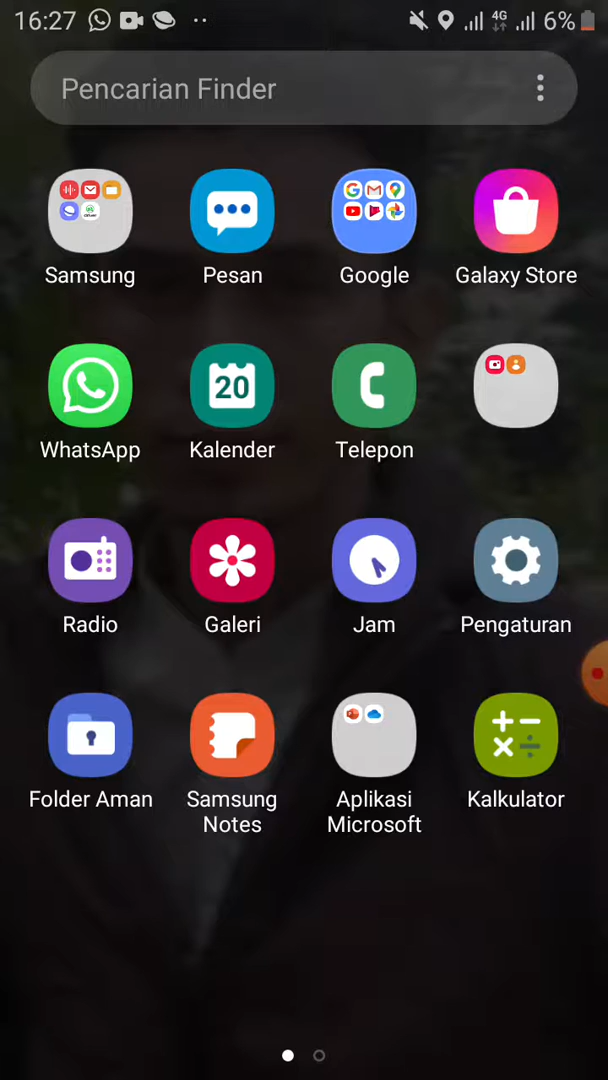 16:27
4G
6%
Pencarian Finder
Samsung
Pesan
Google
Galaxy Store
WhatsApp
20
Kalender
Telepon
Radio
Galeri
Jam
Pengaturan
Folder Aman
Samsung
Notes
Aplikasi
Microsoft
Kalkulator